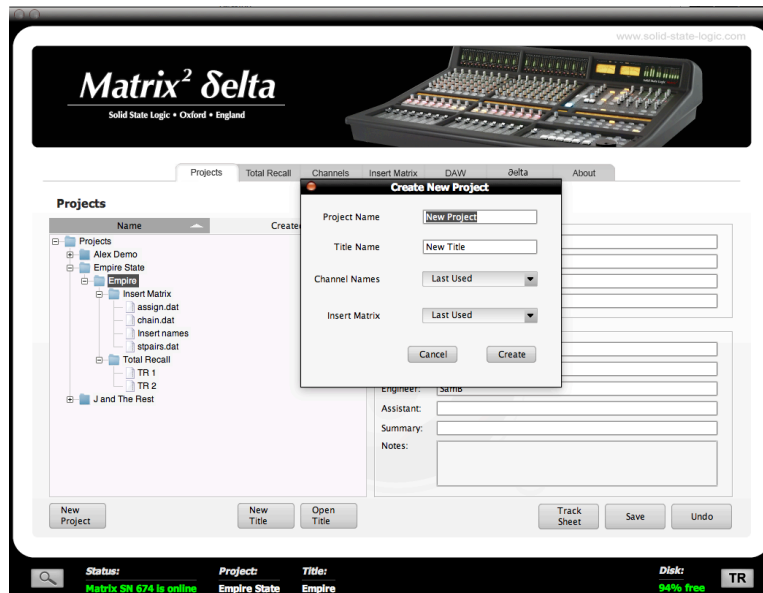 www.solid-state-logic.com
Matrix² δelta
Solid State Logic • Oxford • England
Projects Total Recall Channels Insert Matrix DAW ∂elta About
Projects
Name Created
Create New Project
Project Name New Project
Title Name New Title
Channel Names Last Used
Insert Matrix Last Used
Cancel Create
Projects
Alex Demo
Empire State
Empire
Insert Matrix
assign.dat
chain.dat
Insert names
stpairs.dat
Total Recall
TR 1
TR 2
J and The Rest
Engineer: SamB
Assistant:
Summary:
Notes:
New Project
New Title
Open Title
Track Sheet
Save
Undo
Status: Project: Title: Disk:
Matrix SN 674 is online Empire State Empire 94% free
TR